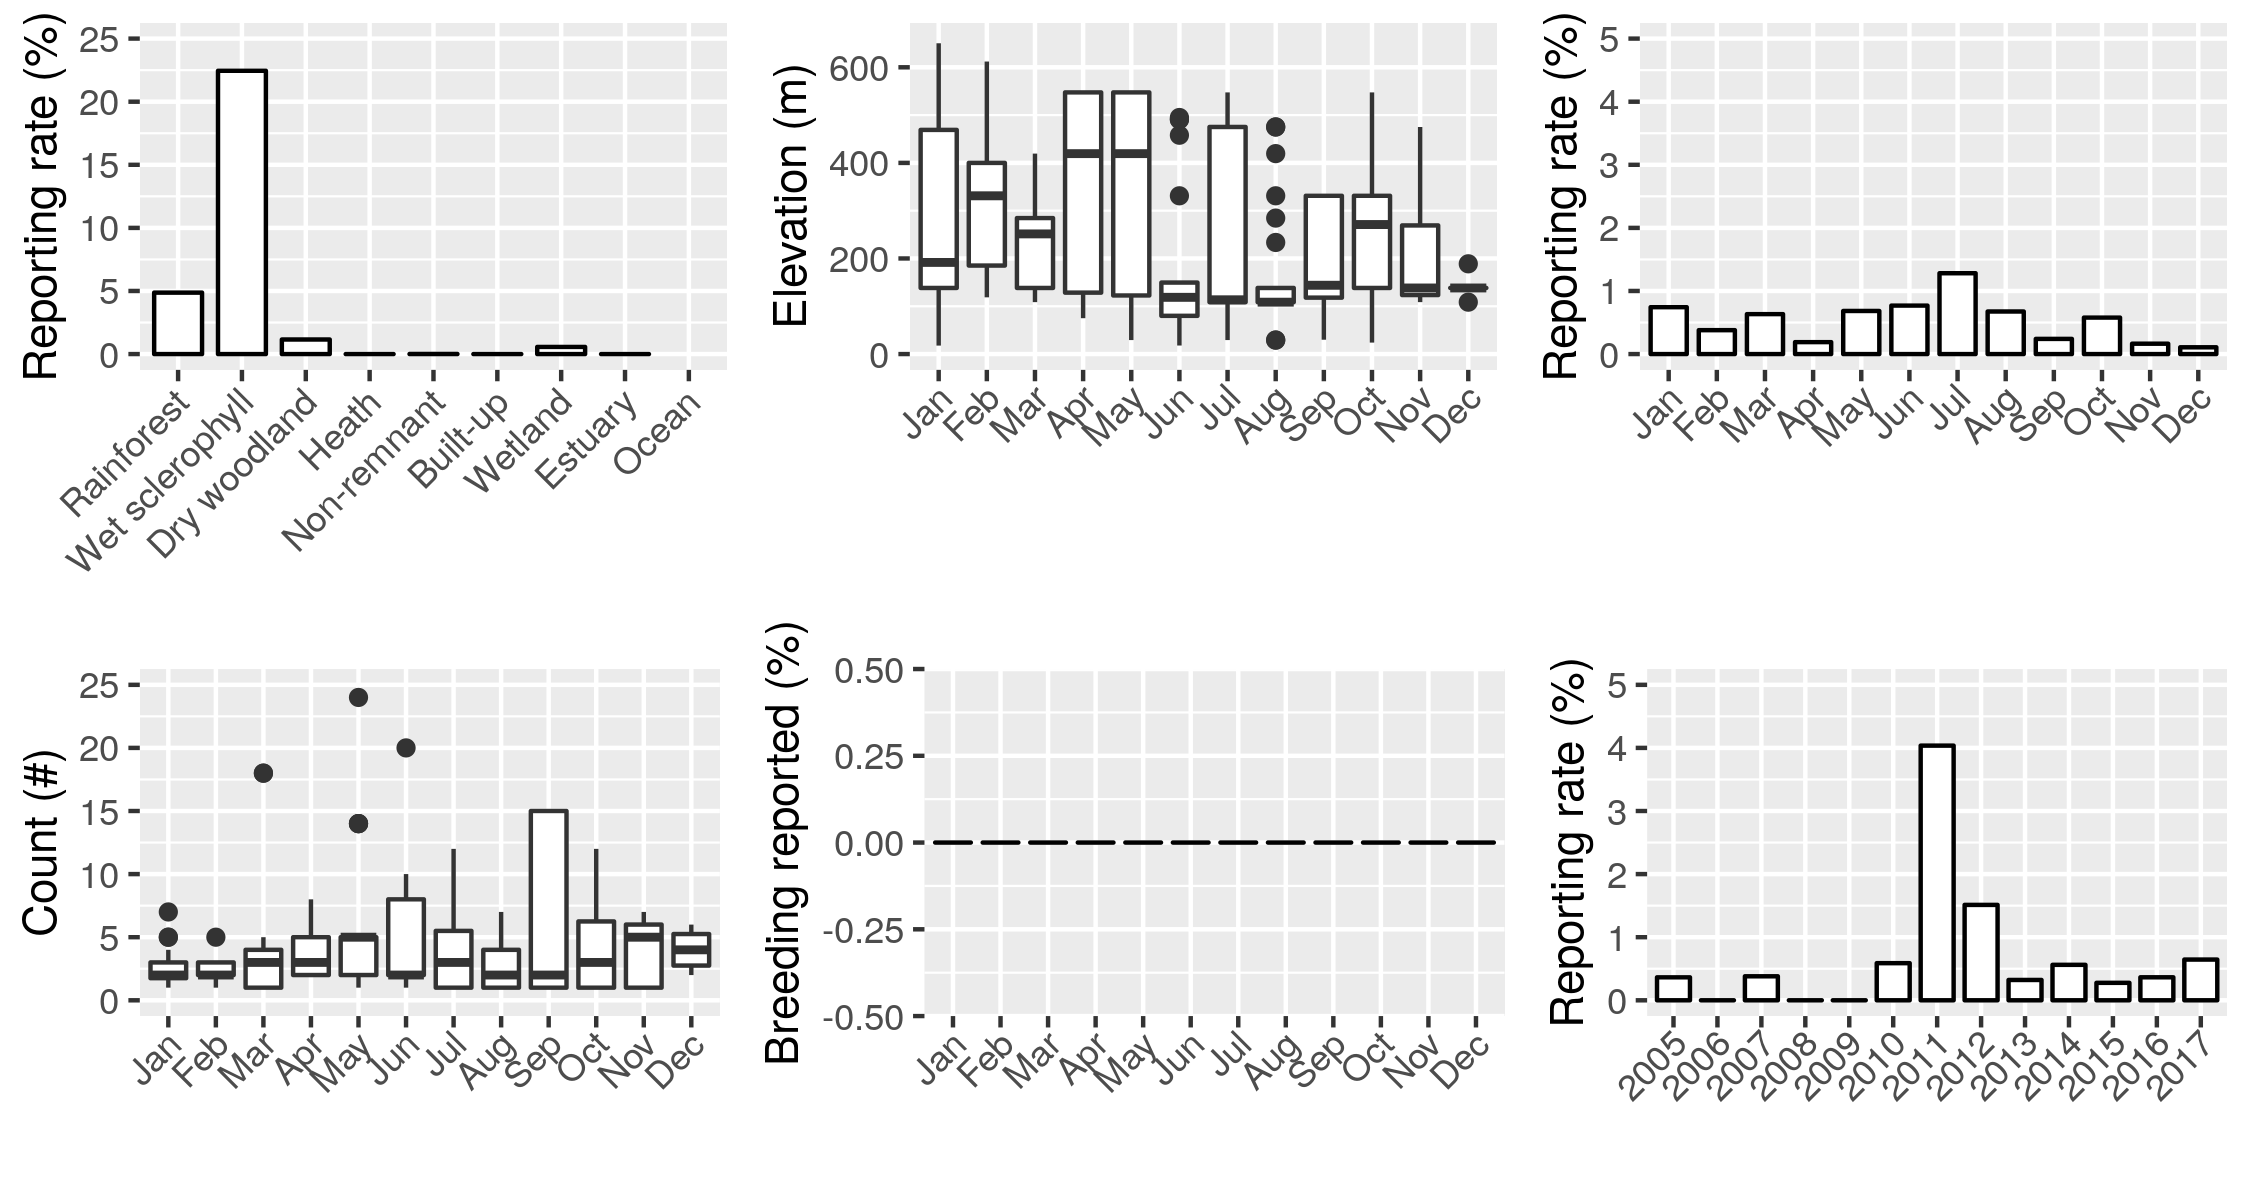 Reporting rate (%)
25
20
15
10
5
0
Rainforest
Wet sclerophyll
Dry woodland
Heath
Non-remnant
Built-up
Wetland
Estuary
Ocean
Elevation (m)
600
400
200
0
Jan
Feb
Mar
Apr
May
Jun
Jul
Aug
Sep
Oct
Nov
Dec
Reporting rate (%)
5
4
3
2
1
0
Jan
Feb
Mar
Apr
May
Jun
Jul
Aug
Sep
Oct
Nov
Dec
Count (#)
25
20
15
10
5
0
Jan
Feb
Mar
Apr
May
Jun
Jul
Aug
Sep
Oct
Nov
Dec
Breeding reported (%)
0.50
0.25
0.00
-0.25
-0.50
Jan
Feb
Mar
Apr
May
Jun
Jul
Aug
Sep
Oct
Nov
Dec
Reporting rate (%)
5
4
3
2
1
0
2005
2006
2007
2008
2009
2010
2011
2012
2013
2014
2015
2016
2017